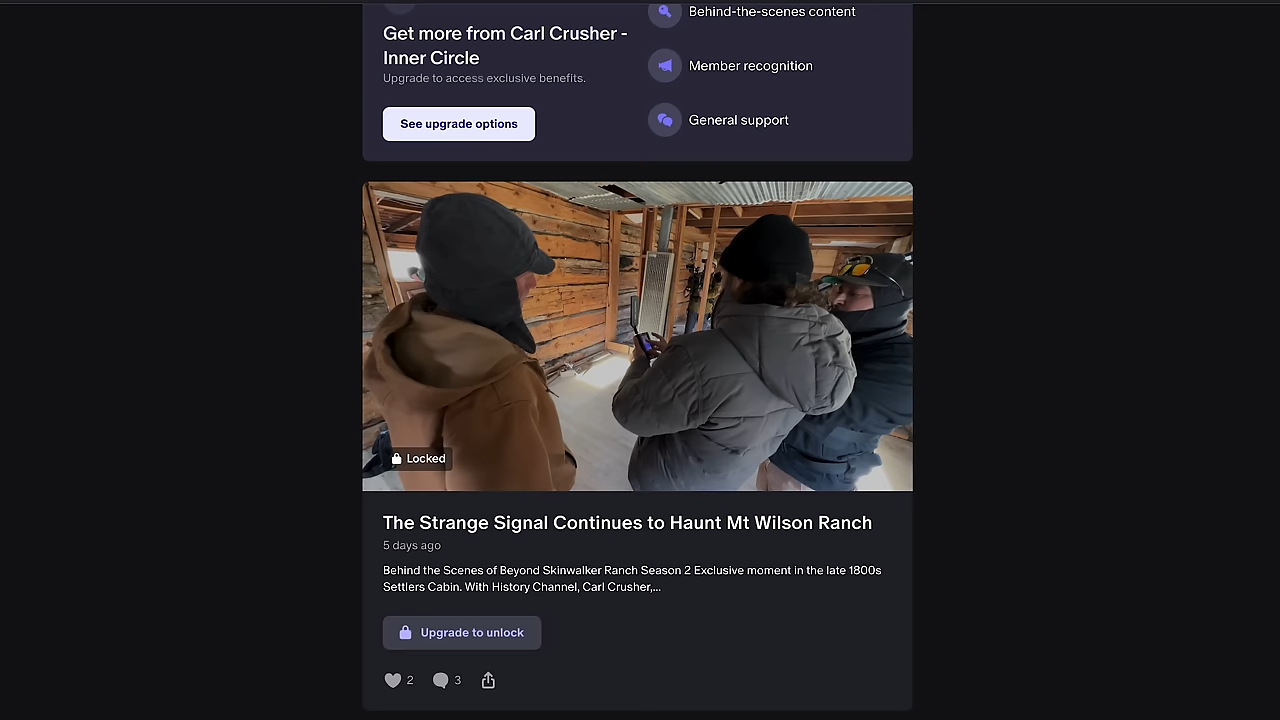 Behind-the-scenes content
Get more from Carl Crusher -
Inner Circle
Upgrade to access exclusive benefits.
Member recognition
See upgrade options
General support
Locked
The Strange Signal Continues to Haunt Mt Wilson Ranch
5 days ago
Behind the Scenes of Beyond Skinwalker Ranch Season 2 Exclusive moment in the late 1800s
Settlers Cabin. With History Channel, Carl Crusher,...
Upgrade to unlock
2
3